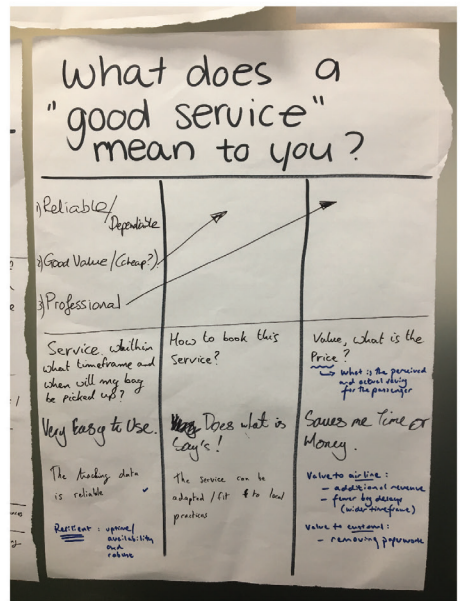 What does a
"good service"
mean to you?
1) Reliable/
Dependable
2) Good Value/(cheap?)
3) Professional
Service within
what timeframe and
when will my bag
be picked up?
Very Easy to Use.
The tracking data
is reliable
Resilient: uptime/
availability
and
robuse
How to book this
Service?
Does what is
Say's!
The service can be
adapted / fit to local
practices
Value, what is the
Price?
What is the perceived
and actual saving
for the passenger
Saves me Time or
Money.
Value to airline:
- additional revenue
- fewer bag delays
(wider timeframe)
Value to customs:
- removing paperwork